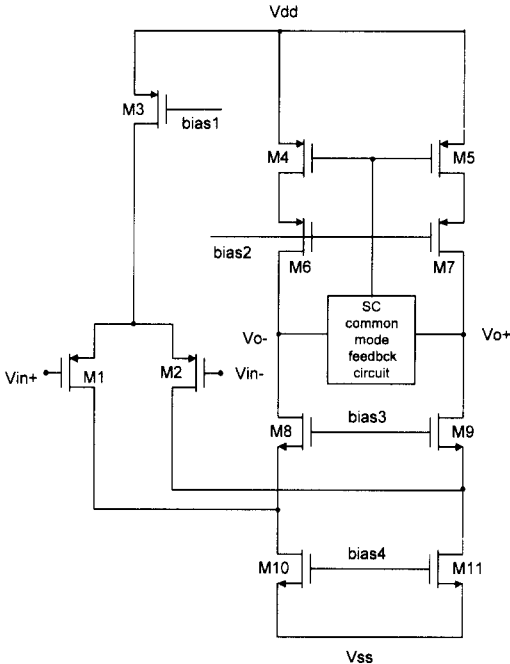 Vdd
M3
bias1
M4
M5
bias2
M6
M7
SC
common
mode
feedbck
circuit
Vo-
Vo+
Vin+
M1
M2
Vin-
M8
bias3
M9
M10
bias4
M11
Vss